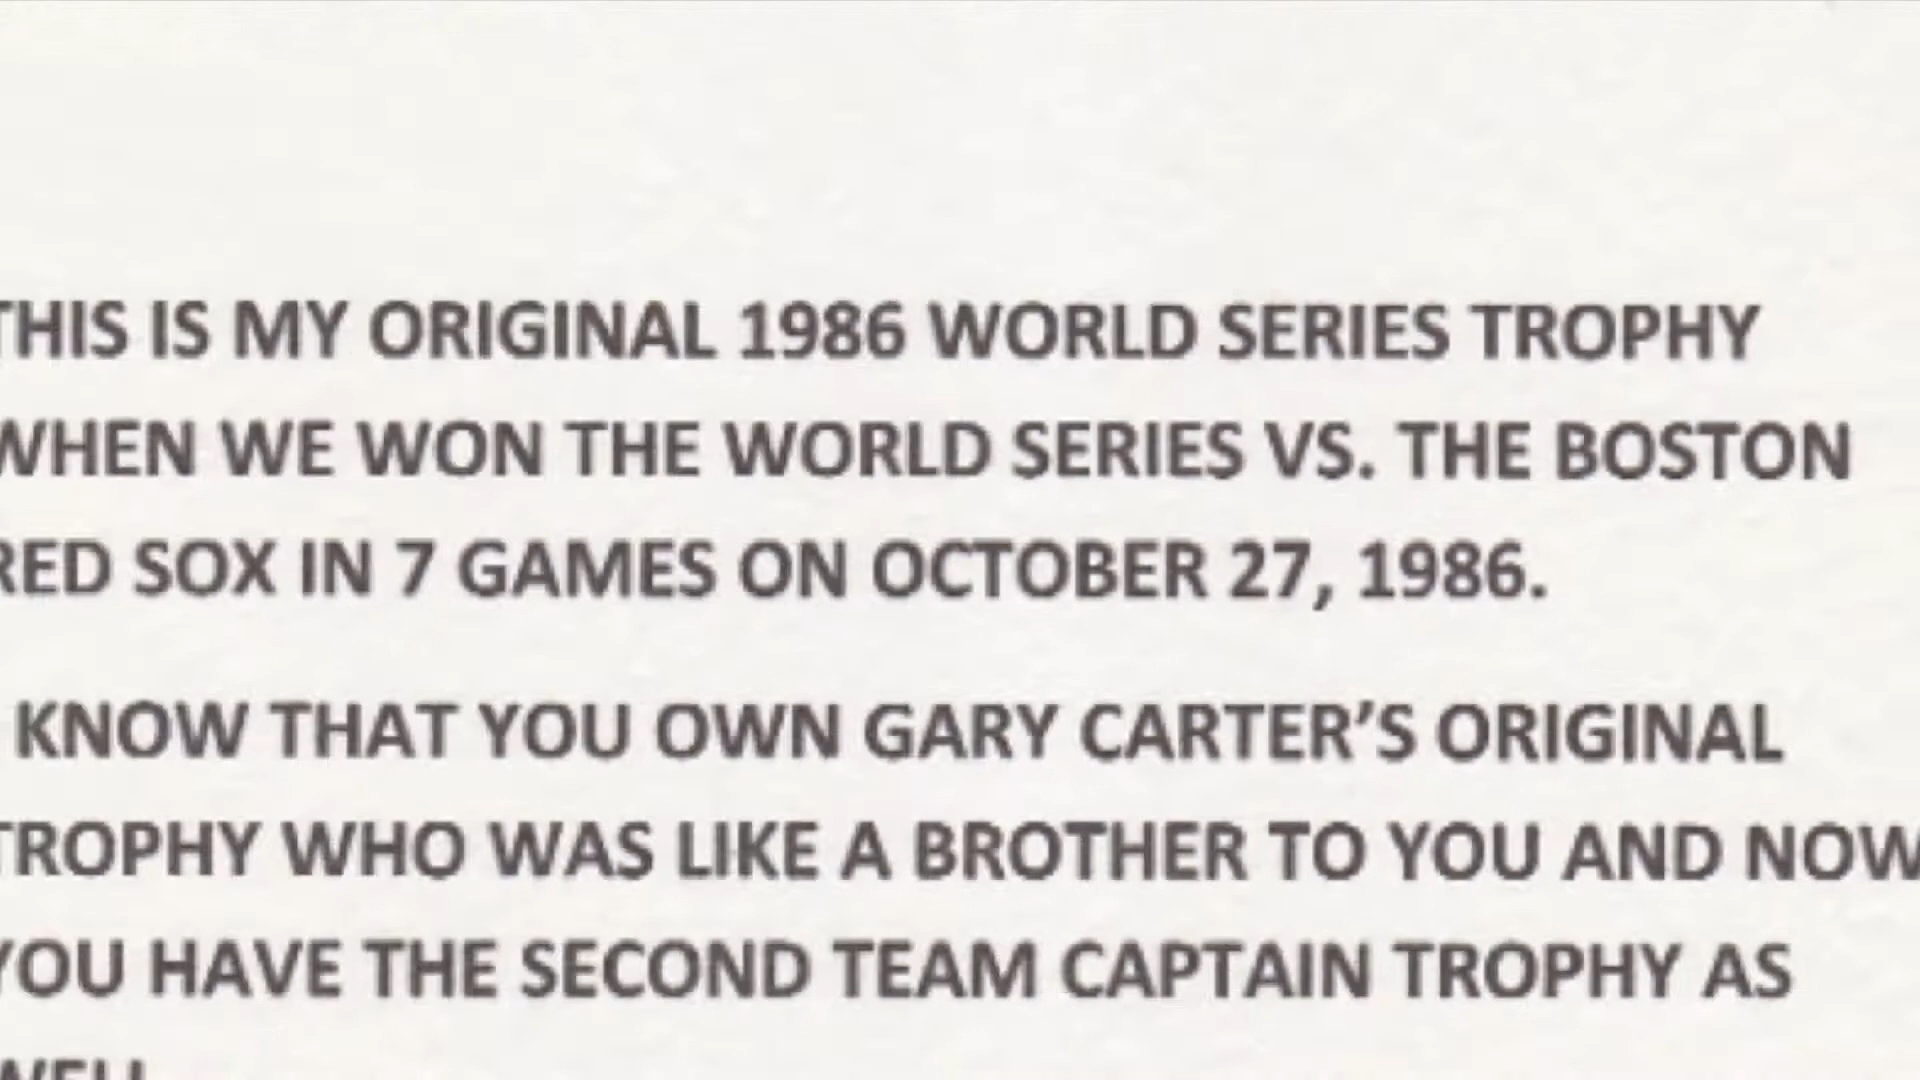 THIS IS MY ORIGINAL 1986 WORLD SERIES TROPHY
WHEN WE WON THE WORLD SERIES VS. THE BOSTON
RED SOX IN 7 GAMES ON OCTOBER 27, 1986.
KNOW THAT YOU OWN GARY CARTER'S ORIGINAL
TROPHY WHO WAS LIKE A BROTHER TO YOU AND NOW
YOU HAVE THE SECOND TEAM CAPTAIN TROPHY AS
WELL